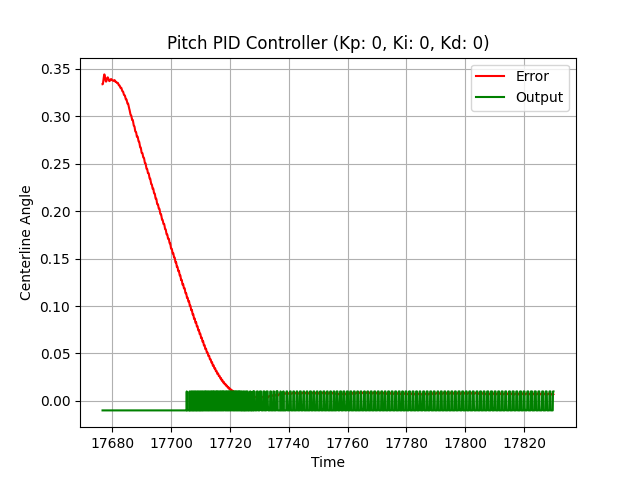 Pitch PID Controller (Kp: 0, Ki: 0, Kd: 0)
Error
Output
Centerline Angle
0.35
0.30
0.25
0.20
0.15
0.10
0.05
0.00
17680 17700 17720 17740 17760 17780 17800 17820
Time